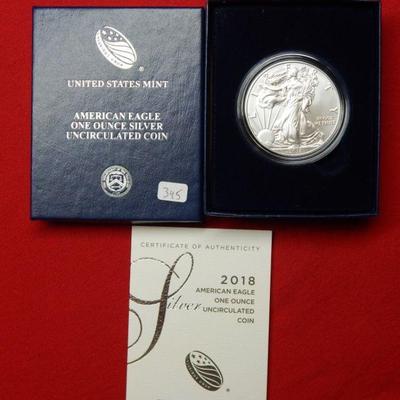 UNITED STATES MINT
AMERICAN EAGLE
ONE OUNCE SILVER
UNCIRCULATED COIN
345
CERTIFICATE OF AUTHENTICITY
2018
AMERICAN EAGLE
ONE OUNCE
UNCIRCULATED
COIN
Silver